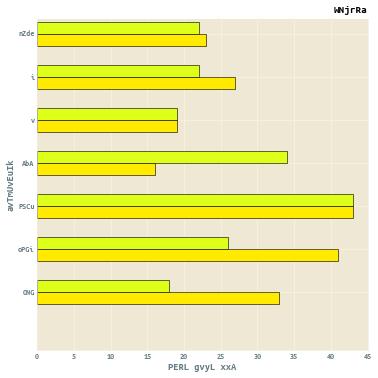 WNjrRa
nZde
i
v
AbA
PSCu
oPGi
ONG
avTmUvEuIk
0 5 10 15 20 25 30 35 40 45
PERL gvyL xxA